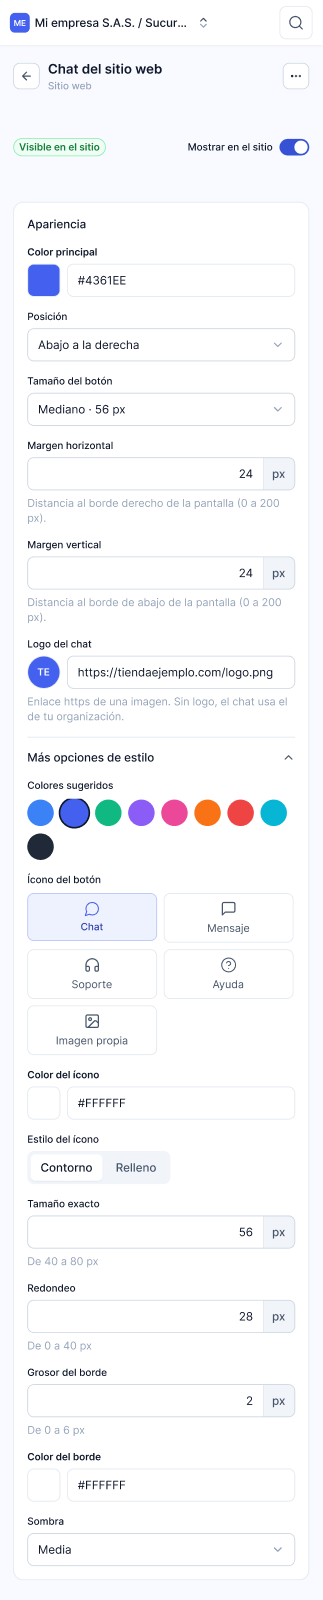 ME Mi empresa S.A.S. / Sucur...
Chat del sitio web
Sitio web
Visible en el sitio
Mostrar en el sitio
Apariencia
Color principal
#4361EE
Posición
Abajo a la derecha
Tamaño del botón
Mediano · 56 px
Margen horizontal
24 px
Distancia al borde derecho de la pantalla (0 a 200
px).
Margen vertical
24 px
Distancia al borde de abajo de la pantalla (0 a 200
px).
Logo del chat
TE https://tiendaejemplo.com/logo.png
Enlace https de una imagen. Sin logo, el chat usa el
de tu organización.
Más opciones de estilo
Colores sugeridos
Ícono del botón
Chat
Mensaje
Soporte
Ayuda
Imagen propia
Color del ícono
#FFFFFF
Estilo del ícono
Contorno Relleno
Tamaño exacto
56 px
De 40 a 80 px
Redondeo
28 px
De 0 a 40 px
Grosor del borde
2 px
De 0 a 6 px
Color del borde
#FFFFFF
Sombra
Media